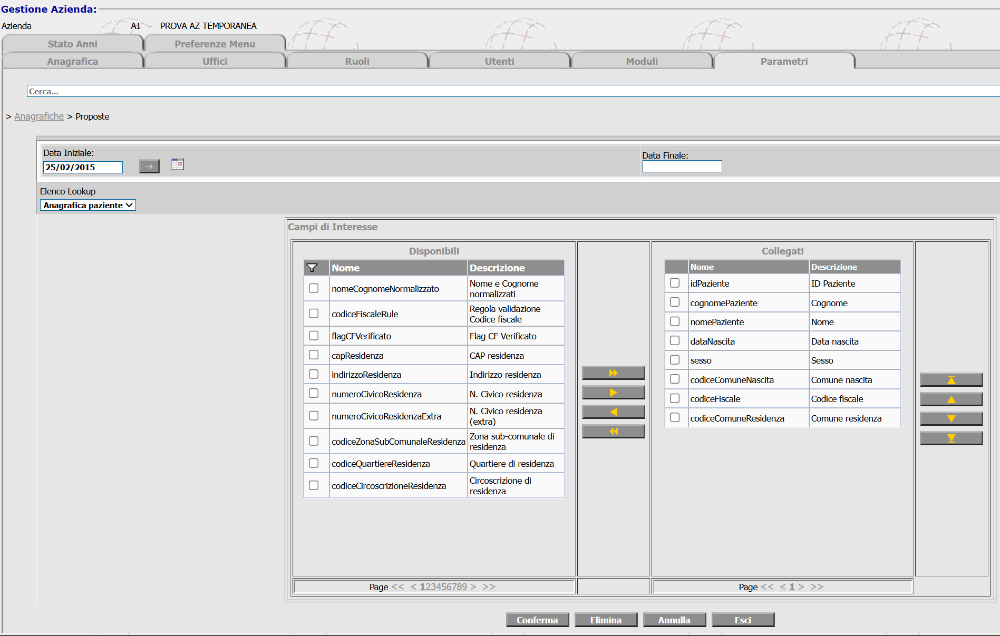 Gestione Azienda:
Azienda A1 - PROVA AZ TEMPORANEA
Stato Anni Preferenze Menu
Anagrafica Uffici Ruoli Utenti Moduli Parametri
Cerca...
> Anagrafiche > Proposte
Data Iniziale:
25/02/2015
Data Finale:
Elenco Lookup
Anagrafica paziente
Campi di Interesse
Disponibili
Nome Descrizione
nomeCognomeNormalizzato Nome e Cognome
normalizzati
codiceFiscaleRule Regola validazione
Codice fiscale
flagCFVerificato Flag CF Verificato
capResidenza CAP residenza
indirizzoResidenza Indirizzo residenza
numeroCivicoResidenza N. Civico residenza
numeroCivicoResidenzaExtra N. Civico residenza
(extra)
codiceZonaSubComunaleResidenza Zona sub-comunale di
residenza
codiceQuartiereResidenza Quartiere di residenza
codiceCircoscrizioneResidenza Circoscrizione di
residenza
Page << < 123456789 > >>
Collegati
Nome Descrizione
idPaziente ID Paziente
cognomePaziente Cognome
nomePaziente Nome
dataNascita Data nascita
sesso Sesso
codiceComuneNascita Comune nascita
codiceFiscale Codice fiscale
codiceComuneResidenza Comune residenza
Page << < 1 > >>
Conferma Elimina Annulla Esci